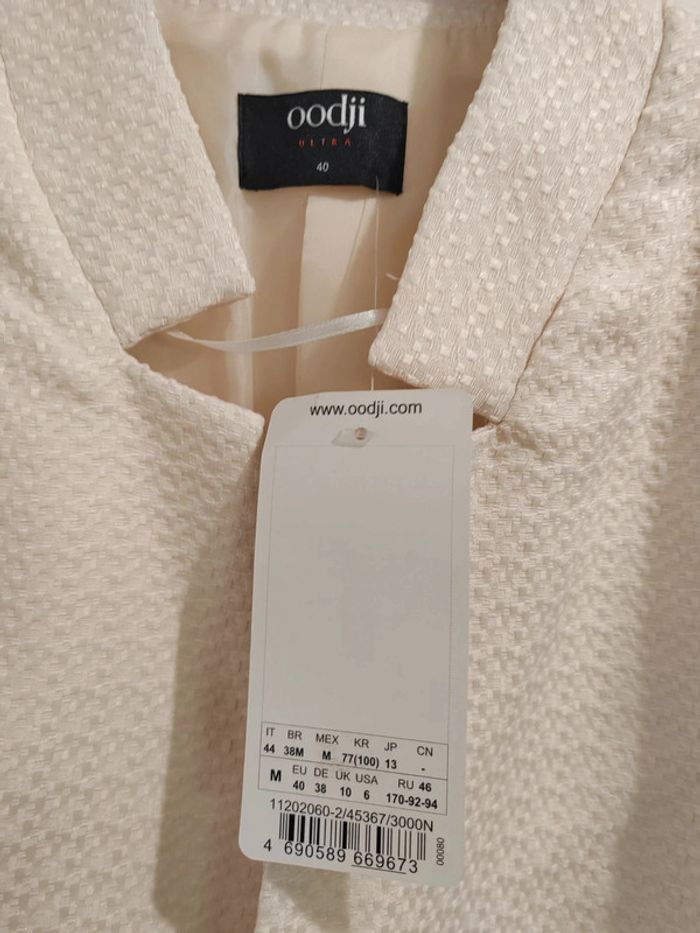 oodji
ULTRA
40
www.oodji.com
IT BR MEX KR JP CN
44 38M M 77(100) 13 -
M EU DE UK USA RU 46
40 38 10 6 170-92-94
11202060-2/45367/3000N
4 690589 669673
00080